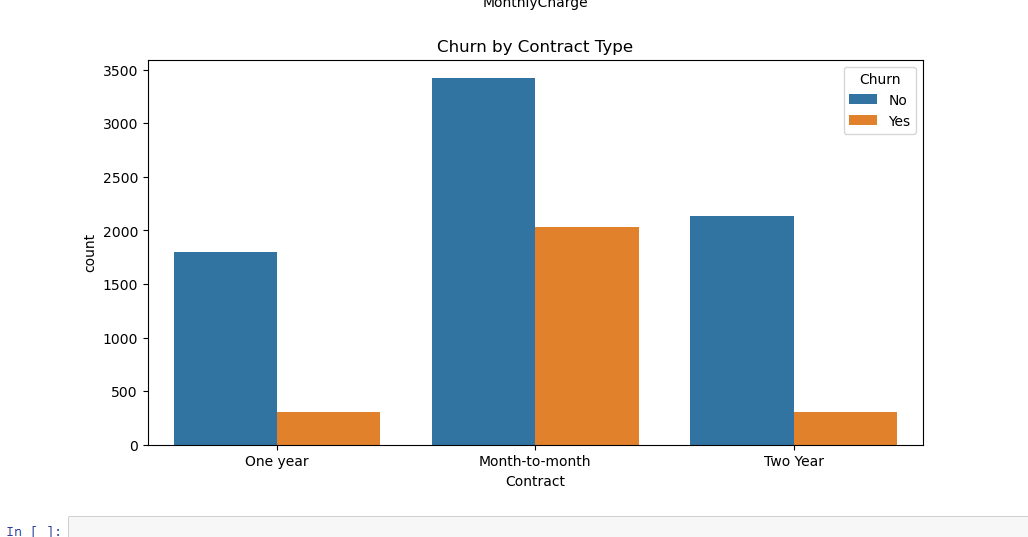 MonthlyCharge
Churn by Contract Type
Churn
No
Yes
3500
3000
2500
2000
1500
1000
500
0
count
One year
Month-to-month
Two Year
Contract
In [ ]: